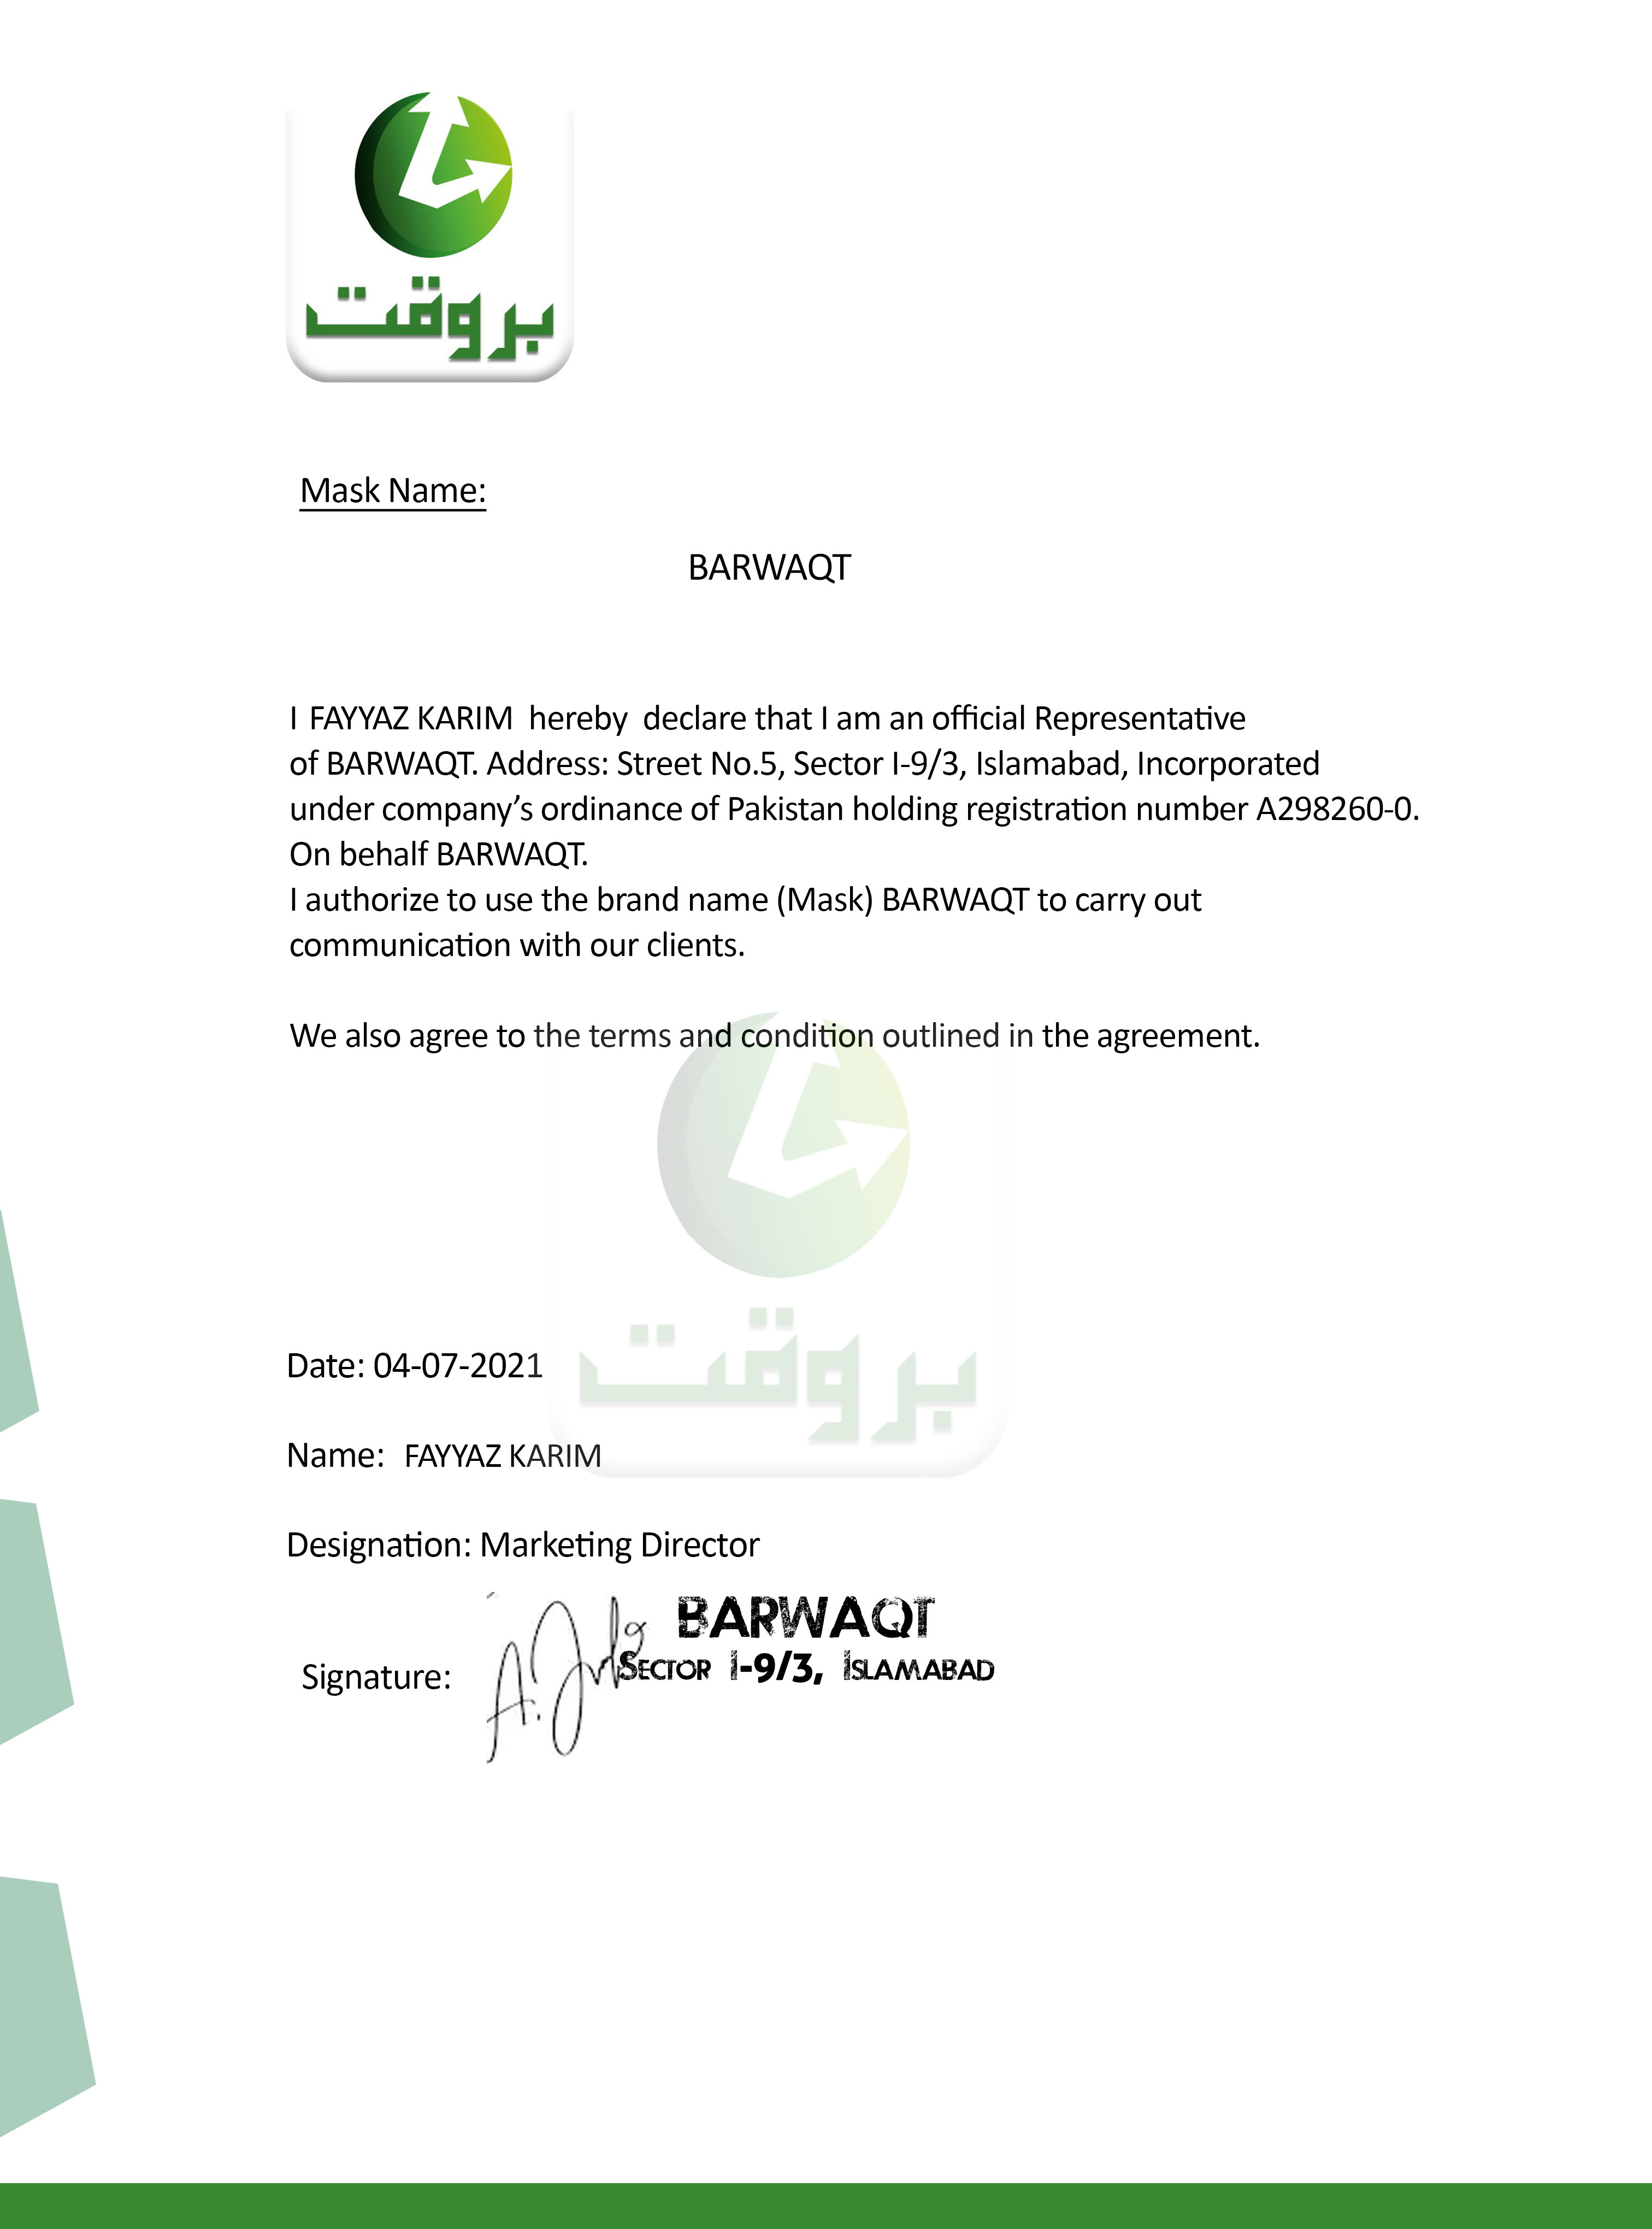 بروقت
Mask Name:
BARWAQT
I FAYYAZ KARIM hereby declare that I am an official Representative
of BARWAQT. Address: Street No.5, Sector I-9/3, Islamabad, Incorporated
under company’s ordinance of Pakistan holding registration number A298260-0.
On behalf BARWAQT.
I authorize to use the brand name (Mask) BARWAQT to carry out
communication with our clients.
We also agree to the terms and condition outlined in the agreement.
بروقت
Date: 04-07-2021
Name: FAYYAZ KARIM
Designation: Marketing Director
BARWAQT
Sector I-9/3, Islamabad
Signature: